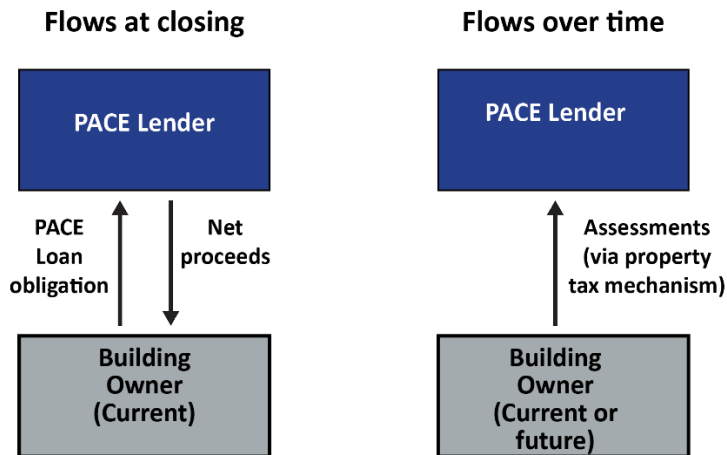 Flows at closing
PACE Lender
PACE
Loan
obligation
Net
proceeds
Building
Owner
(Current)
Flows over time
PACE Lender
Assessments
(via property
tax mechanism)
Building
Owner
(Current or
future)